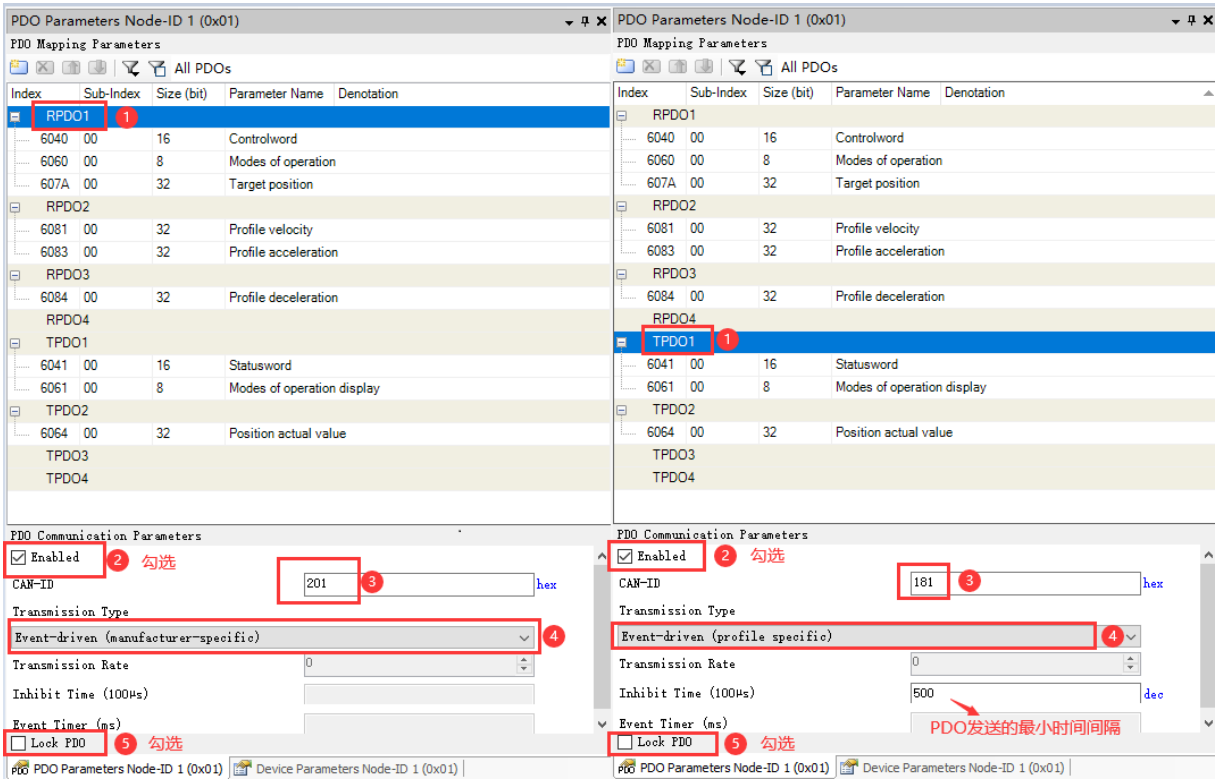 PDO Parameters Node-ID 1 (0x01)
PDO Mapping Parameters
All PDOs
Index Sub-Index Size (bit) Parameter Name Denotation
RPDO1 1
6040 00 16 Controlword
6060 00 8 Modes of operation
607A 00 32 Target position
RPDO2
6081 00 32 Profile velocity
6083 00 32 Profile acceleration
RPDO3
6084 00 32 Profile deceleration
RPDO4
TPDO1
6041 00 16 Statusword
6061 00 8 Modes of operation display
TPDO2
6064 00 32 Position actual value
TPDO3
TPDO4
PDO Communication Parameters
Enabled 2 勾选
CAN-ID 201 3 hex
Transmission Type
Event-driven (manufacturer-specific) 4
Transmission Rate 0
Inhibit Time (100μs)
Event Timer (ms)
Lock PDO 5 勾选
PDO PDO Parameters Node-ID 1 (0x01) Device Parameters Node-ID 1 (0x01)
PDO Parameters Node-ID 1 (0x01)
PDO Mapping Parameters
All PDOs
Index Sub-Index Size (bit) Parameter Name Denotation
RPDO1
6040 00 16 Controlword
6060 00 8 Modes of operation
607A 00 32 Target position
RPDO2
6081 00 32 Profile velocity
6083 00 32 Profile acceleration
RPDO3
6084 00 32 Profile deceleration
RPDO4
TPDO1 1
6041 00 16 Statusword
6061 00 8 Modes of operation display
TPDO2
6064 00 32 Position actual value
TPDO3
TPDO4
PDO Communication Parameters
Enabled 2 勾选
CAN-ID 181 3 hex
Transmission Type
Event-driven (profile specific) 4
Transmission Rate 0
Inhibit Time (100μs) 500 dec
Event Timer (ms) PDO发送的最小时间间隔
Lock PDO 5 勾选
PDO PDO Parameters Node-ID 1 (0x01) Device Parameters Node-ID 1 (0x01)